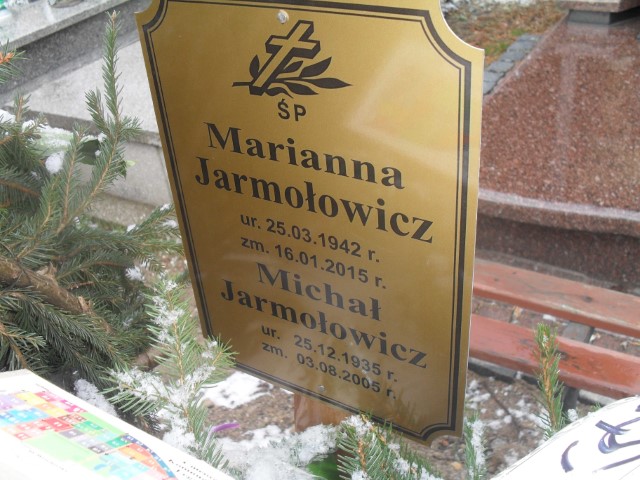 ŚP
Marianna
Jarmołowicz
ur. 25.03.1942 r.
zm. 16.01.2015 r.
Michał
Jarmołowicz
ur. 25.12.1935 r.
zm. 03.08.2005 r.